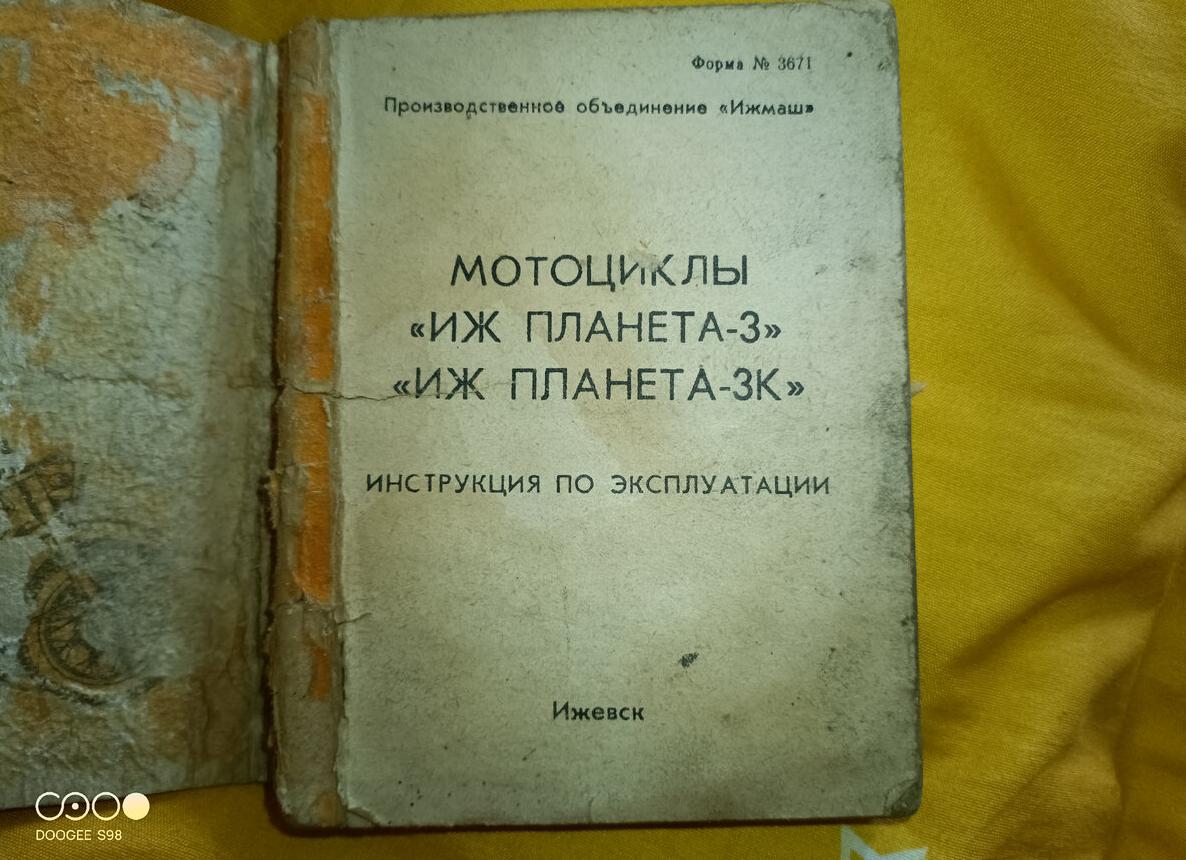 Форма № 3671
Производственное объединение «Ижмаш»
МОТОЦИКЛЫ
«ИЖ ПЛАНЕТА-3»
«ИЖ ПЛАНЕТА-3К»
ИНСТРУКЦИЯ ПО ЭКСПЛУАТАЦИИ
Ижевск
DOOGEE S98